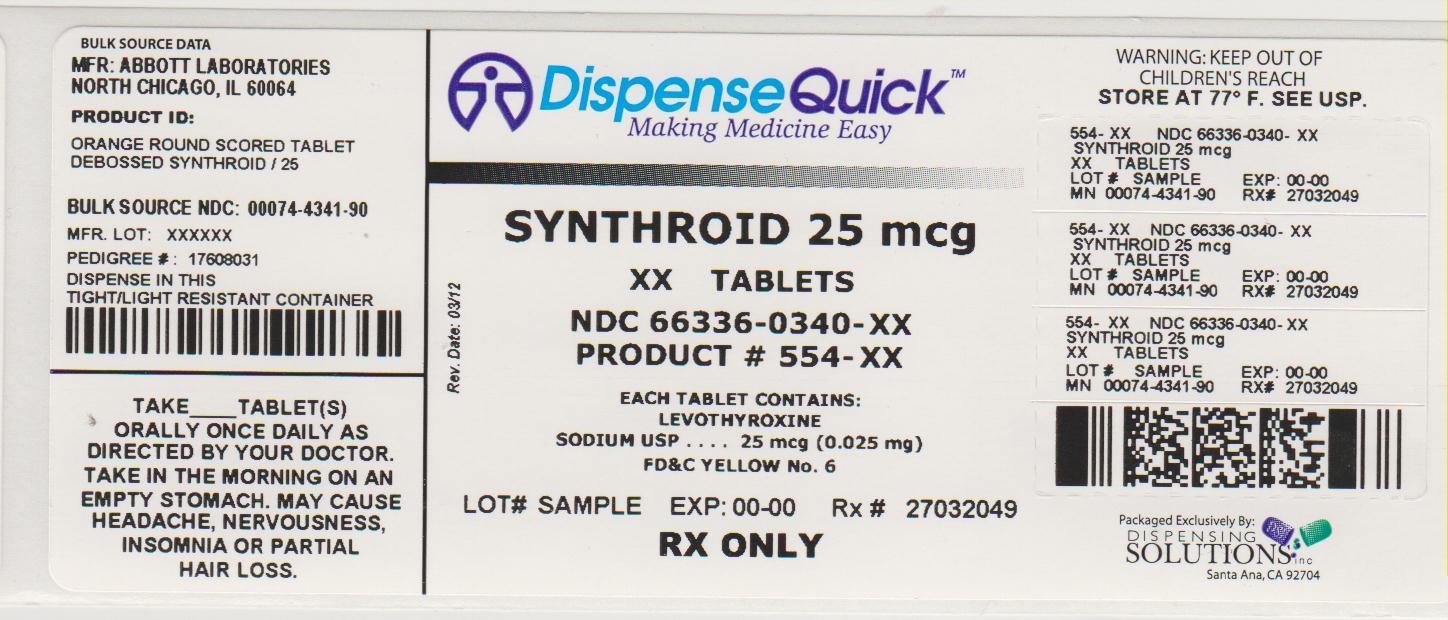 BULK SOURCE DATA
MFR: ABBOTT LABORATORIES
NORTH CHICAGO, IL 60064
PRODUCT ID:
ORANGE ROUND SCORED TABLET
DEBOSSED SYNTHROID / 25
BULK SOURCE NDC: 00074-4341-90
MFR. LOT: XXXXXX
PEDIGREE #: 17608031
DISPENSE IN THIS
TIGHT/LIGHT RESISTANT CONTAINER
TAKE____TABLET(S)
ORALLY ONCE DAILY AS
DIRECTED BY YOUR DOCTOR.
TAKE IN THE MORNING ON AN
EMPTY STOMACH. MAY CAUSE
HEADACHE, NERVOUSNESS,
INSOMNIA OR PARTIAL
HAIR LOSS.
Rev. Date: 03/12
DispenseQuick™
Making Medicine Easy
SYNTHROID 25 mcg
XX TABLETS
NDC 66336-0340-XX
PRODUCT # 554-XX
EACH TABLET CONTAINS:
LEVOTHYROXINE
SODIUM USP .... 25 mcg (0.025 mg)
FD&C YELLOW No. 6
LOT# SAMPLE EXP: 00-00 Rx # 27032049
RX ONLY
WARNING: KEEP OUT OF
CHILDREN'S REACH
STORE AT 77° F. SEE USP.
554- XX NDC 66336-0340- XX
SYNTHROID 25 mcg
XX TABLETS
LOT # SAMPLE EXP: 00-00
MN 00074-4341-90 RX# 27032049
554- XX NDC 66336-0340- XX
SYNTHROID 25 mcg
XX TABLETS
LOT # SAMPLE EXP: 00-00
MN 00074-4341-90 RX# 27032049
554- XX NDC 66336-0340- XX
SYNTHROID 25 mcg
XX TABLETS
LOT # SAMPLE EXP: 00-00
MN 00074-4341-90 RX# 27032049
Packaged Exclusively By:
DISPENSING
SOLUTIONS inc
Santa Ana, CA 92704